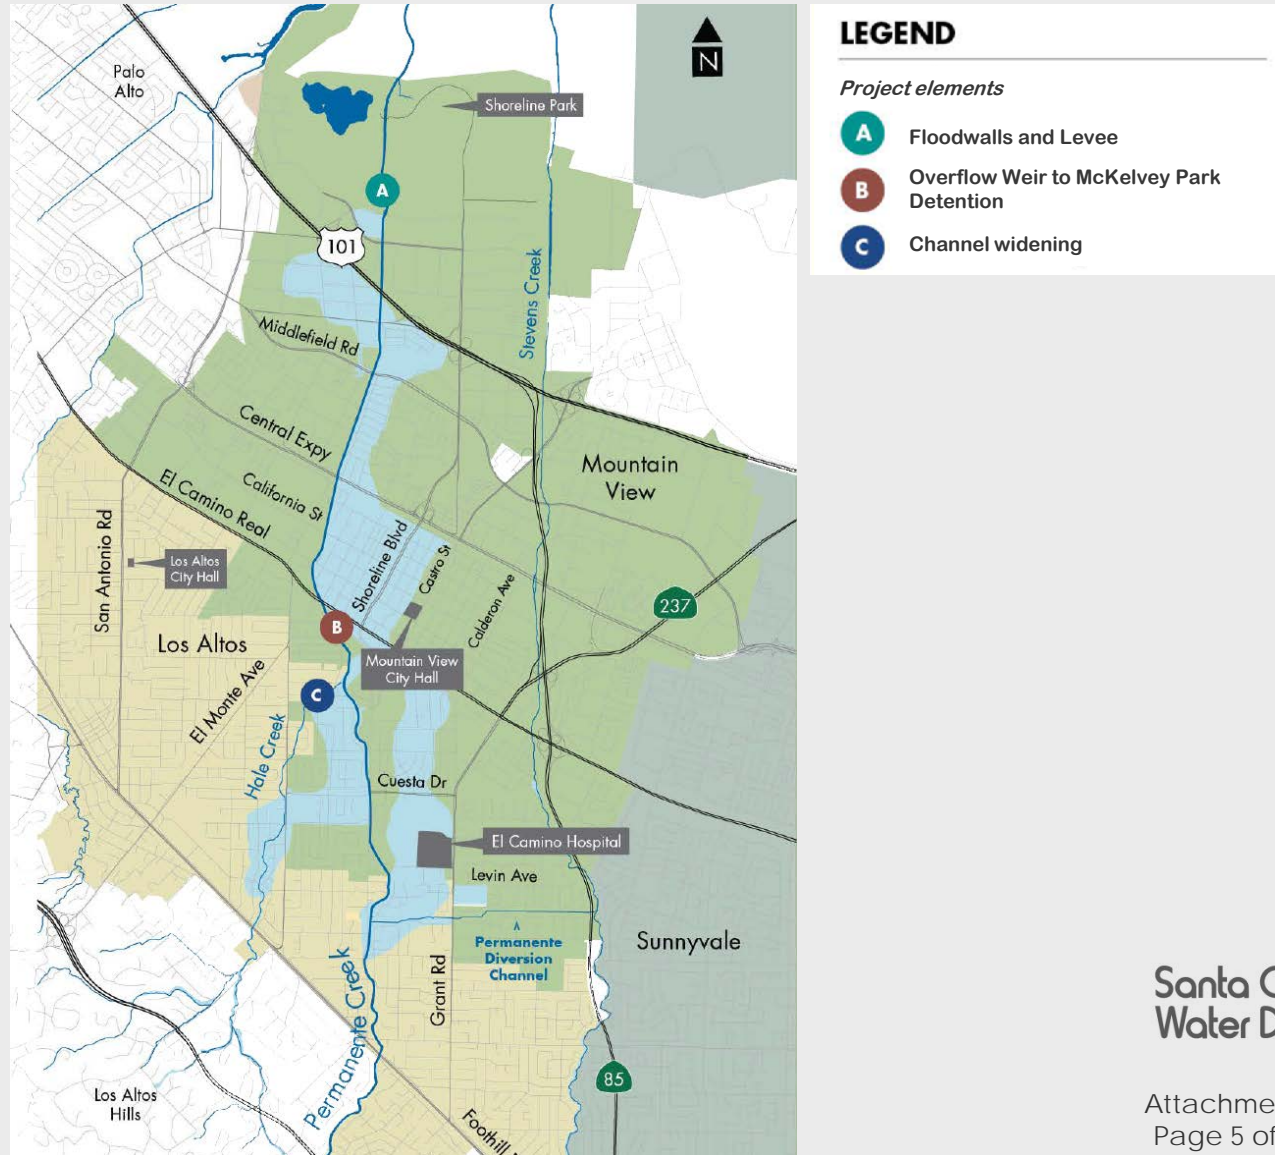 LEGEND
Project elements
A Floodwalls and Levee
B Overflow Weir to McKelvey Park
Detention
C Channel widening
N
Palo
Alto
Shoreline Park
A
101
Stevens Creek
Middlefield Rd
Central Expy
Mountain
View
California St
El Camino Real
San Antonio Rd
Shoreline Blvd
Castro St
Los Altos
City Hall
Calderon Ave
237
B
Los Altos
Mountain View
City Hall
El Monte Ave
C
Hale Creek
Cuesta Dr
El Camino Hospital
Levin Ave
Permanente
Diversion
Channel
Sunnyvale
Permanente Creek
Grant Rd
85
Los Altos
Hills
Foothill
Santa
Water
Attachme
Page 5 of